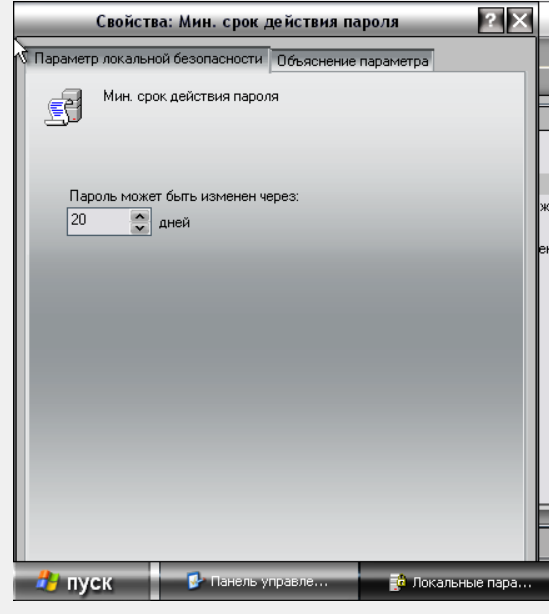 Свойства: Мин. срок действия пароля
Параметр локальной безопасности
Объяснение параметра
Мин. срок действия пароля
Пароль может быть изменен через:
20 дней
пуск
Панель управле...
Локальные пара...